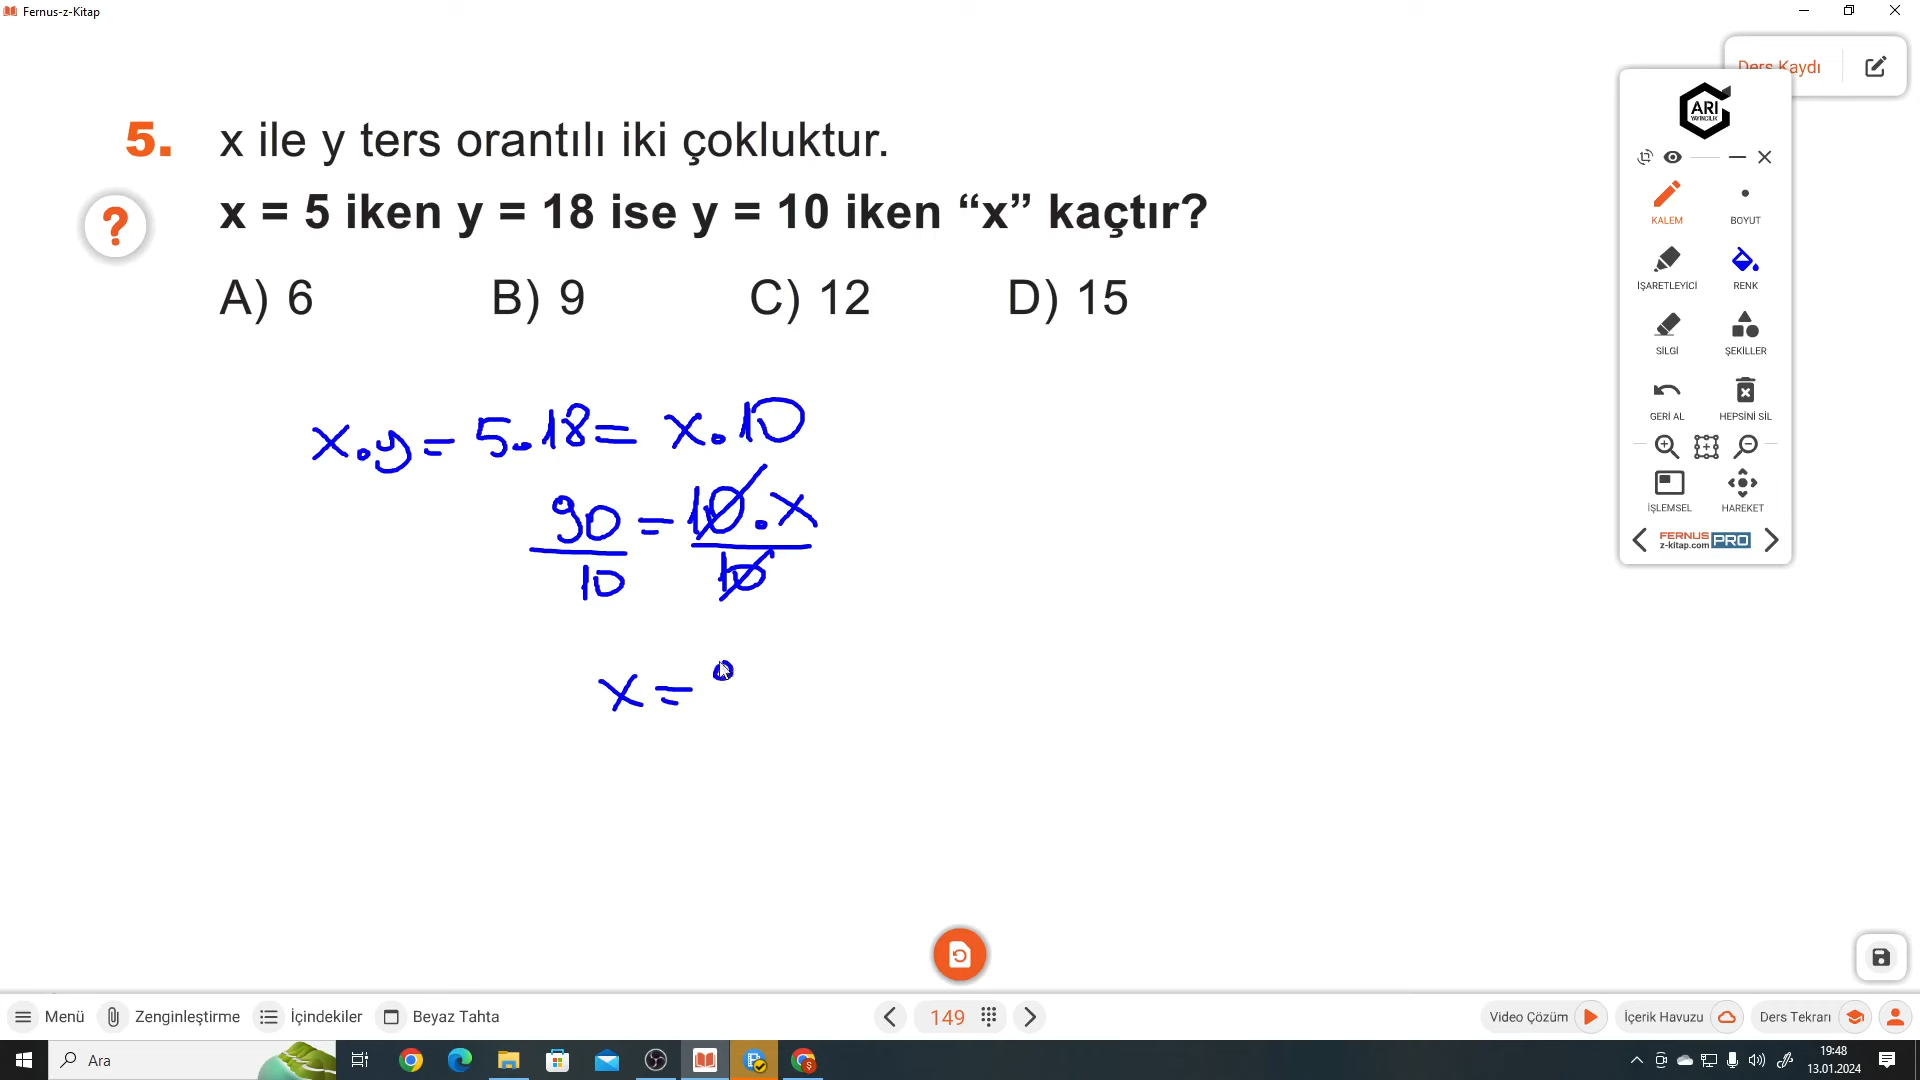 Fernus-z-Kitap
Ders Kaydı
ARI
YAYINCILIK
5. x ile y ters orantılı iki çokluktur.
x = 5 iken y = 18 ise y = 10 iken “x” kaçtır?
?
A) 6 B) 9 C) 12 D) 15
KALEM BOYUT
İŞARETLEYİCİ RENK
SİLGİ ŞEKİLLER
GERİ AL HEPSİNİ SİL
İŞLEMSEL HAREKET
FERNUS
z-kitap.com PRO
x.y = 5.18 = x.10
90 = 10.x
10 10
x =
Menü Zenginleştirme İçindekiler Beyaz Tahta 149 Video Çözüm İçerik Havuzu Ders Tekrarı
Ara
19:48
13.01.2024